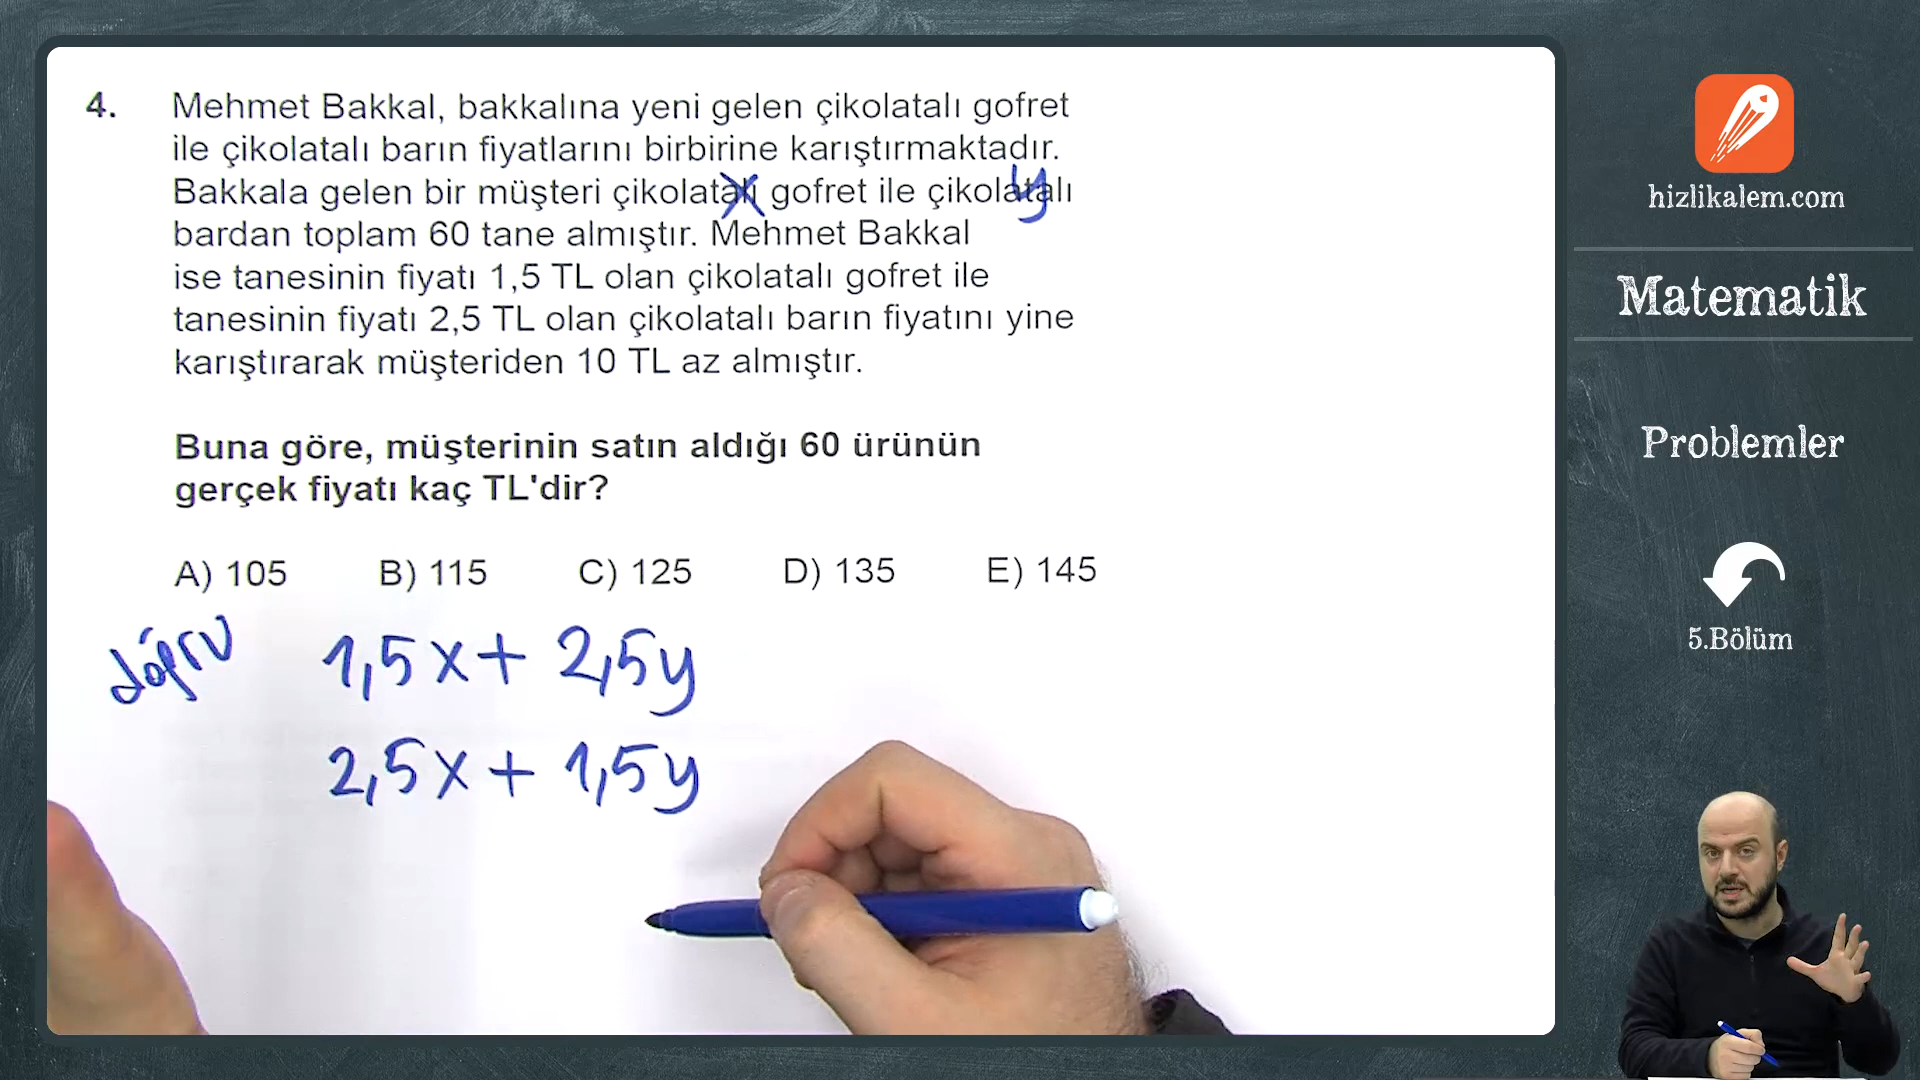 4. Mehmet Bakkal, bakkalına yeni gelen çikolatalı gofret
ile çikolatalı barın fiyatlarını birbirine karıştırmaktadır.
Bakkala gelen bir müşteri çikolatalı gofret ile çikolatalı
x y
bardan toplam 60 tane almıştır. Mehmet Bakkal
ise tanesinin fiyatı 1,5 TL olan çikolatalı gofret ile
tanesinin fiyatı 2,5 TL olan çikolatalı barın fiyatını yine
karıştırarak müşteriden 10 TL az almıştır.
Buna göre, müşterinin satın aldığı 60 ürünün
gerçek fiyatı kaç TL'dir?
A) 105 B) 115 C) 125 D) 135 E) 145
doğru 1,5x + 2,5y
2,5x + 1,5y
hizlikalem.com
Matematik
Problemler
5.Bölüm